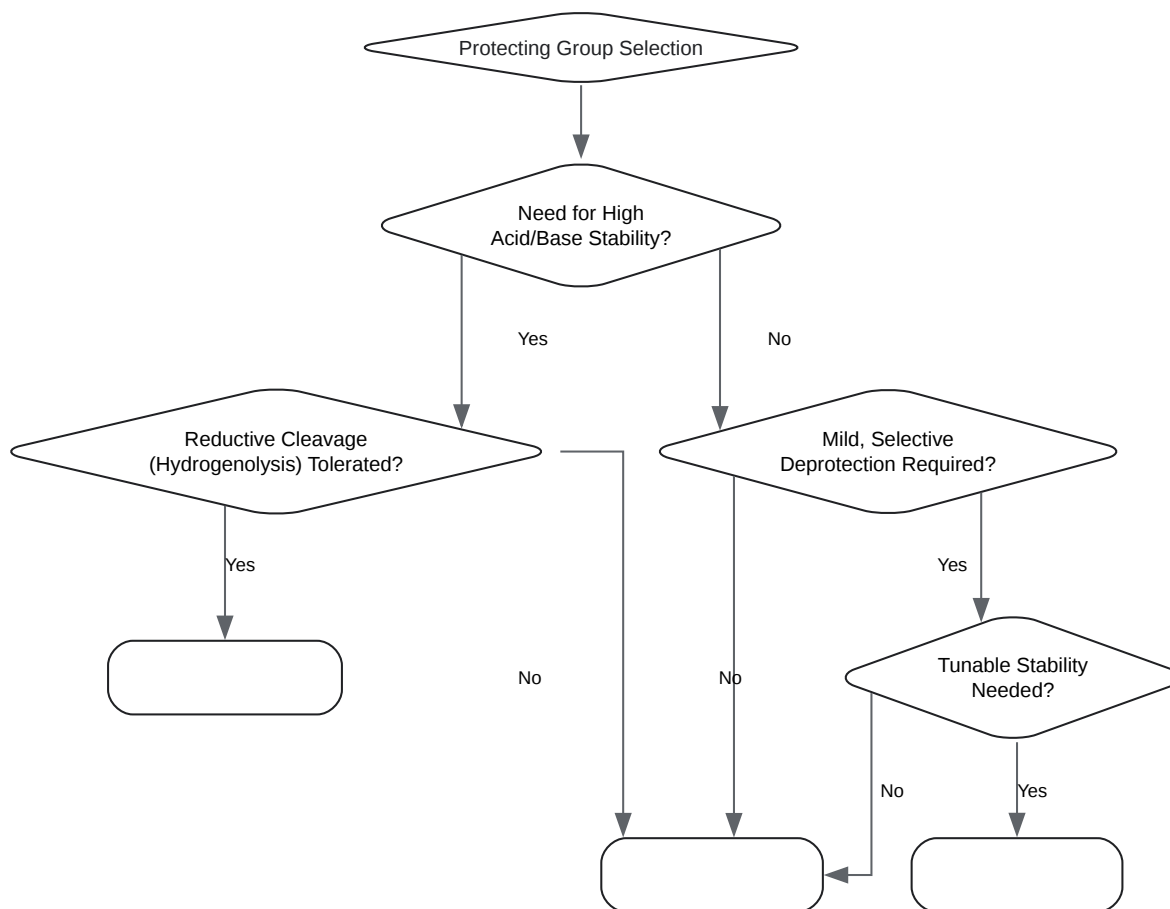 Protecting Group Selection
Need for High
Acid/Base Stability?
Yes
No
Reductive Cleavage
(Hydrogenolysis) Tolerated?
Mild, Selective
Deprotection Required?
Yes
Yes
No
No
Tunable Stability
Needed?
No
Yes